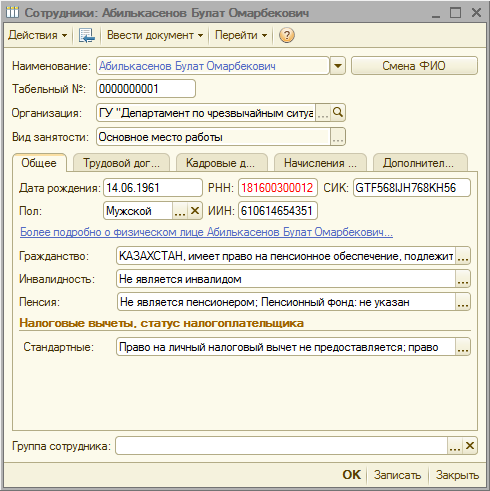 Сотрудники: Абилькасенов Булат Омарбекович
Действия Ввести документ Перейти
Наименование: Абилькасенов Булат Омарбекович Смена ФИО
Табельный №: 0000000001
Организация: ГУ "Департамент по чрезвычайным ситуа ...
Вид занятости: Основное место работы ...
Общее Трудовой дог... Кадровые д... Начисления ... Дополнител...
Дата рождения: 14.06.1961 РНН: 181600300012 СИК: GTF568IJH768KH56
Пол: Мужской ... ИИН: 610614654351
Более подробно о физическом лице Абилькасенов Булат Омарбекович...
Гражданство: КАЗАХСТАН, имеет право на пенсионное обеспечение, подлежит ...
Инвалидность: Не является инвалидом ...
Пенсия: Не является пенсионером; Пенсионный Фонд: не указан ...
Налоговые вычеты, статус налогоплательщика
Стандартные: Право на личный налоговый вычет не предоставляется; право ...
Группа сотрудника: ...
OK Записать Закрыть